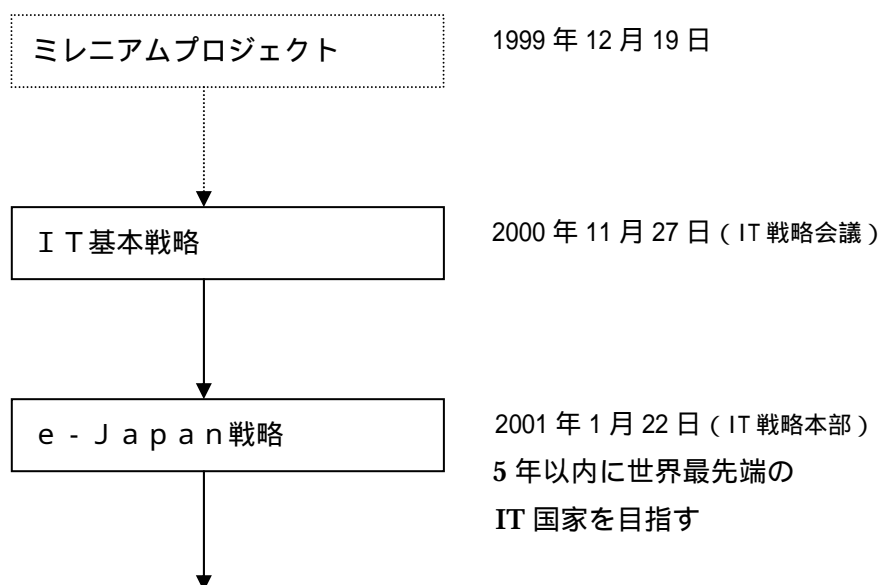 ミレニアムプロジェクト
1999 年 12 月 19 日
ＩＴ基本戦略
2000 年 11 月 27 日（IT 戦略会議）
ｅ‐Ｊａｐａｎ戦略
2001 年 1 月 22 日（IT 戦略本部）
5 年以内に世界最先端の
IT 国家を目指す